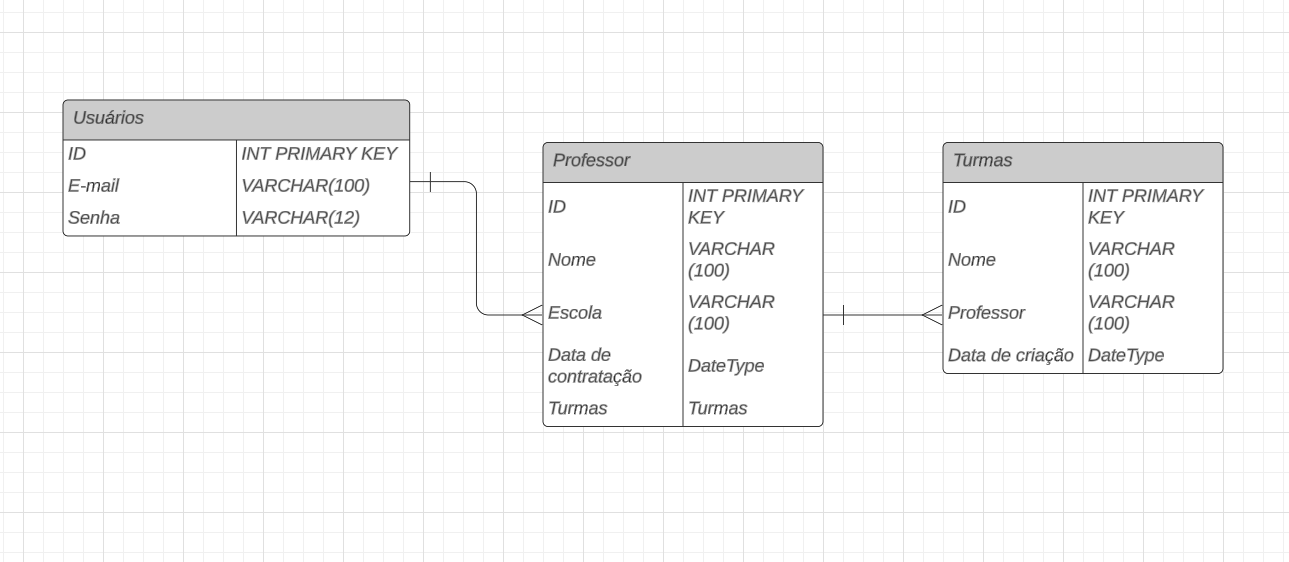 Usuários
ID INT PRIMARY KEY
E-mail VARCHAR(100)
Senha VARCHAR(12)
Professor
ID INT PRIMARY
KEY
Nome VARCHAR
(100)
Escola VARCHAR
(100)
Data de
contratação DateType
Turmas Turmas
Turmas
ID INT PRIMARY
KEY
Nome VARCHAR
(100)
Professor VARCHAR
(100)
Data de criação DateType